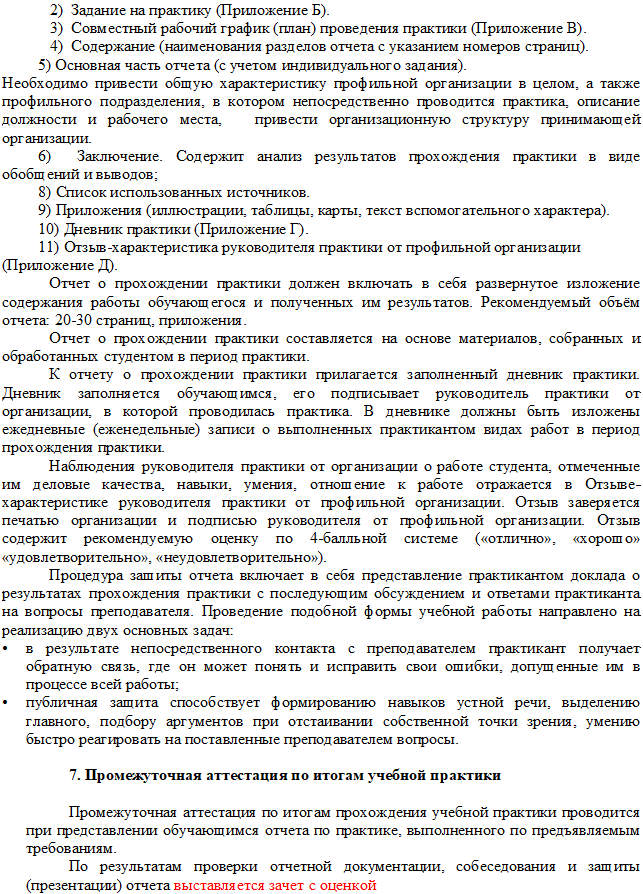 2) Задание на практику (Приложение Б).
3) Совместный рабочий график (план) проведения практики (Приложение В).
4) Содержание (наименования разделов отчета с указанием номеров страниц).
5) Основная часть отчета (с учетом индивидуального задания).
Необходимо привести общую характеристику профильной организации в целом, а также
профильного подразделения, в котором непосредственно проводится практика, описание
должности и рабочего места, привести организационную структуру принимающей
организации.
6) Заключение. Содержит анализ результатов прохождения практики в виде
обобщений и выводов;
8) Список использованных источников.
9) Приложения (иллюстрации, таблицы, карты, текст вспомогательного характера).
10) Дневник практики (Приложение Г).
11) Отзыв-характеристика руководителя практики от профильной организации
(Приложение Д).
Отчет о прохождении практики должен включать в себя развернутое изложение
содержания работы обучающегося и полученных им результатов. Рекомендуемый объём
отчета: 20-30 страниц, приложения.
Отчет о прохождении практики составляется на основе материалов, собранных и
обработанных студентом в период практики.
К отчету о прохождении практики прилагается заполненный дневник практики.
Дневник заполняется обучающимся, его подписывает руководитель практики от
организации, в которой проводилась практика. В дневнике должны быть изложены
ежедневные (еженедельные) записи о выполненных практикантом видах работ в период
прохождения практики.
Наблюдения руководителя практики от организации о работе студента, отмеченные
им деловые качества, навыки, умения, отношение к работе отражается в Отзыве-
характеристике руководителя практики от профильной организации. Отзыв заверяется
печатью организации и подписью руководителя от профильной организации. Отзыв
содержит рекомендуемую оценку по 4-балльной системе («отлично», «хорошо»
«удовлетворительно», «неудовлетворительно»).
Процедура защиты отчета включает в себя представление практикантом доклада о
результатах прохождения практики с последующим обсуждением и ответами практиканта
на вопросы преподавателя. Проведение подобной формы учебной работы направлено на
реализацию двух основных задач:
• в результате непосредственного контакта с преподавателем практикант получает
обратную связь, где он может понять и исправить свои ошибки, допущенные им в
процессе всей работы;
• публичная защита способствует формированию навыков устной речи, выделению
главного, подбору аргументов при отстаивании собственной точки зрения, умению
быстро реагировать на поставленные преподавателем вопросы.
7. Промежуточная аттестация по итогам учебной практики
Промежуточная аттестация по итогам прохождения учебной практики проводится
при представлении обучающимся отчета по практике, выполненного по предъявляемым
требованиям.
По результатам проверки отчетной документации, собеседования и защиты
(презентации) отчета выставляется зачет с оценкой